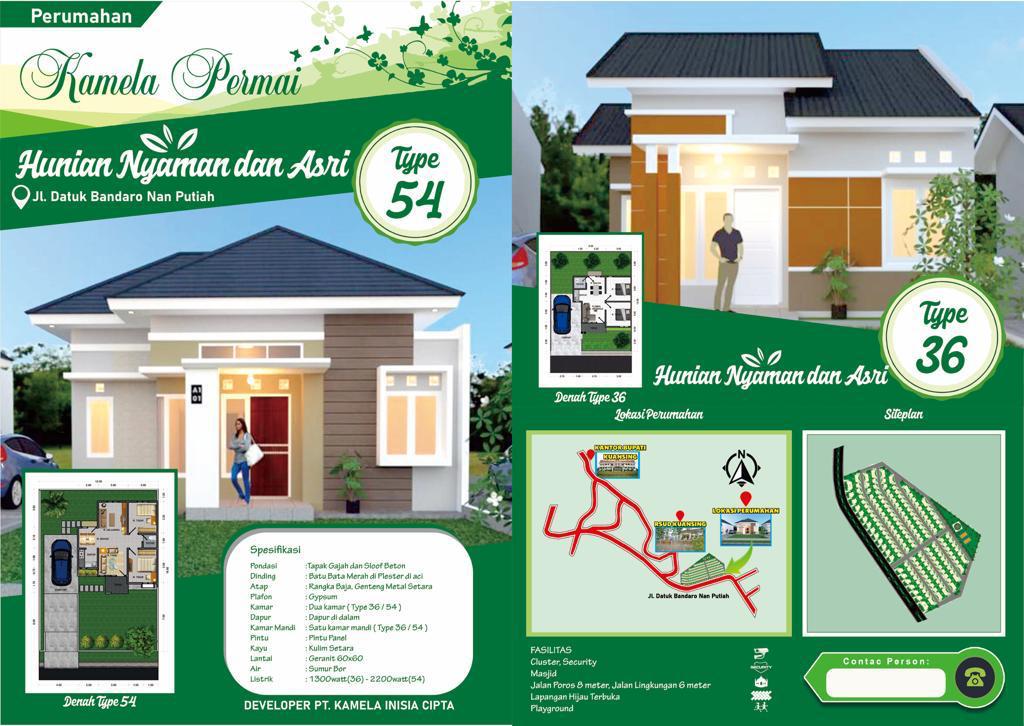 Perumahan
Kamela Permai
Hunian Nyaman dan Asri
Jl. Datuk Bandaro Nan Putiah
Type
54
A1
01
Denah Type 54
Spesifikasi
Pondasi : Tapak Gajah dan Sloof Beton
Dinding : Batu Bata Merah di Plester di aci
Atap : Rangka Baja, Genteng Metal Setara
Plafon : Gypsum
Kamar : Dua kamar ( Type 36 / 54 )
Dapur : Dapur di dalam
Kamar Mandi : Satu kamar mandi ( Type 36 / 54 )
Pintu : Pintu Panel
Kayu : Kulim Setara
Lantai : Geranit 60x60
Air : Sumur Bor
Listrik : 1300watt(36) - 2200watt(54)
DEVELOPER PT. KAMELA INISIA CIPTA
Type
36
Hunian Nyaman dan Asri
Denah Type 36
Lokasi Perumahan
Siteplan
KANTOR BUPATI
KUANSING
RSUD KUANSING
LOKASI PERUMAHAN
Jl. Datuk Bandaro Nan Putiah
FASILITAS
Cluster, Security
Masjid
Jalan Poros 8 meter, Jalan Lingkungan 6 meter
Lapangan Hijau Terbuka
Playground
SECURITY
Contac Person: